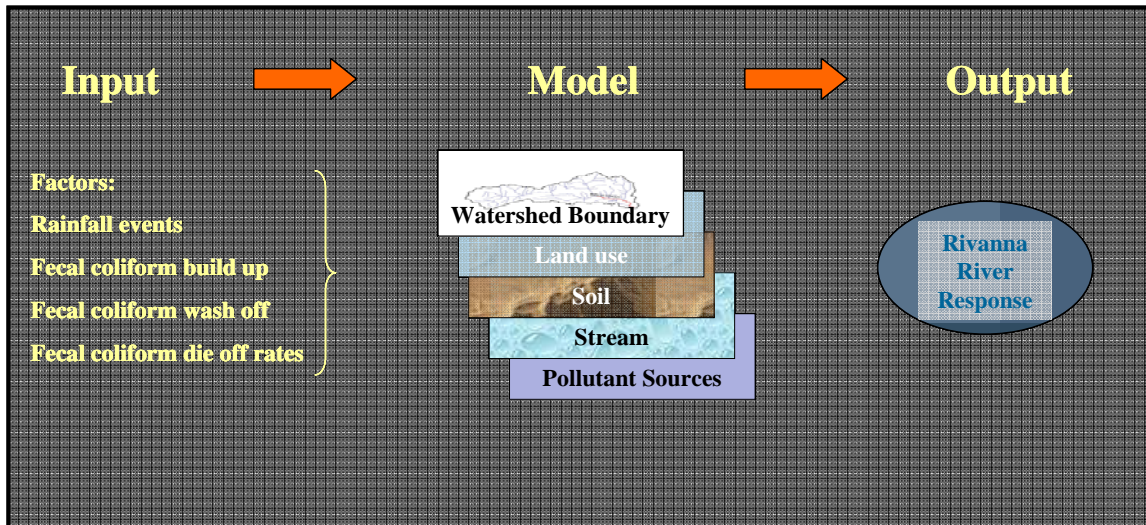 Input
Model
Output
Factors:
Rainfall events
Fecal coliform build up
Fecal coliform wash off
Fecal coliform die off rates
Watershed Boundary
Land use
Soil
Stream
Pollutant Sources
Rivanna
River
Response